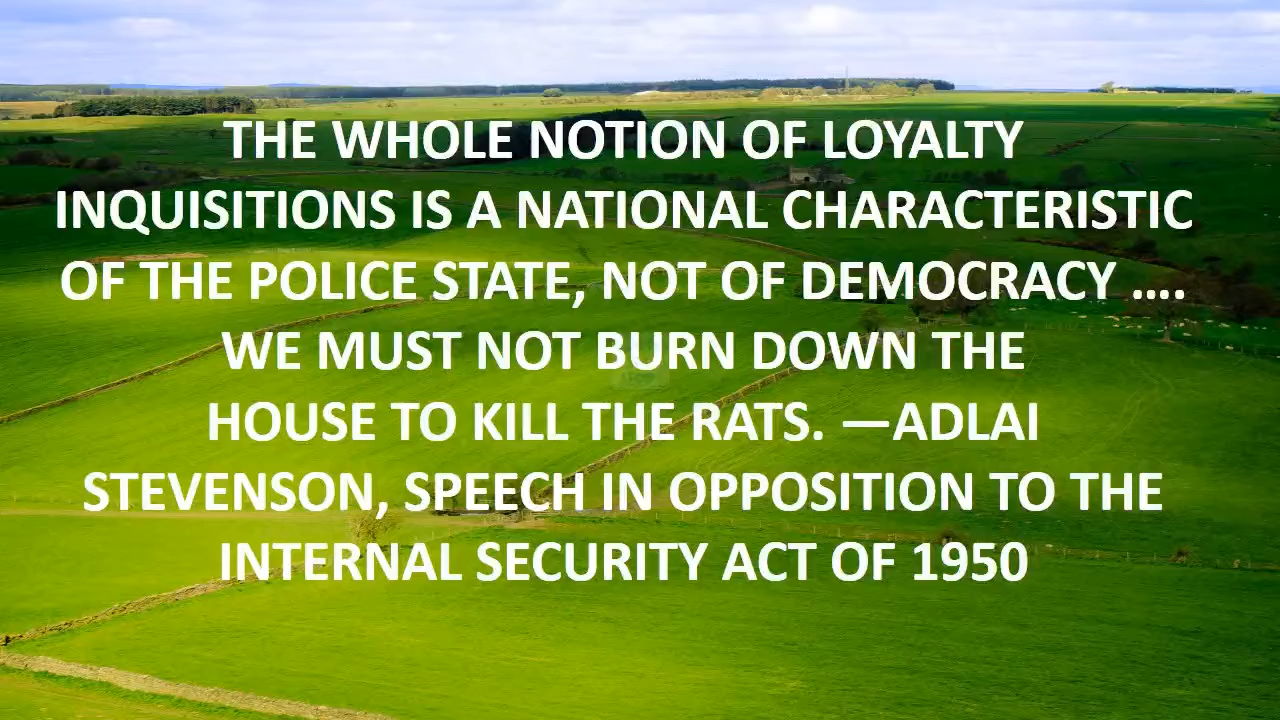 THE WHOLE NOTION OF LOYALTY
INQUISITIONS IS A NATIONAL CHARACTERISTIC
OF THE POLICE STATE, NOT OF DEMOCRACY ....
WE MUST NOT BURN DOWN THE
HOUSE TO KILL THE RATS. —ADLAI
STEVENSON, SPEECH IN OPPOSITION TO THE
INTERNAL SECURITY ACT OF 1950